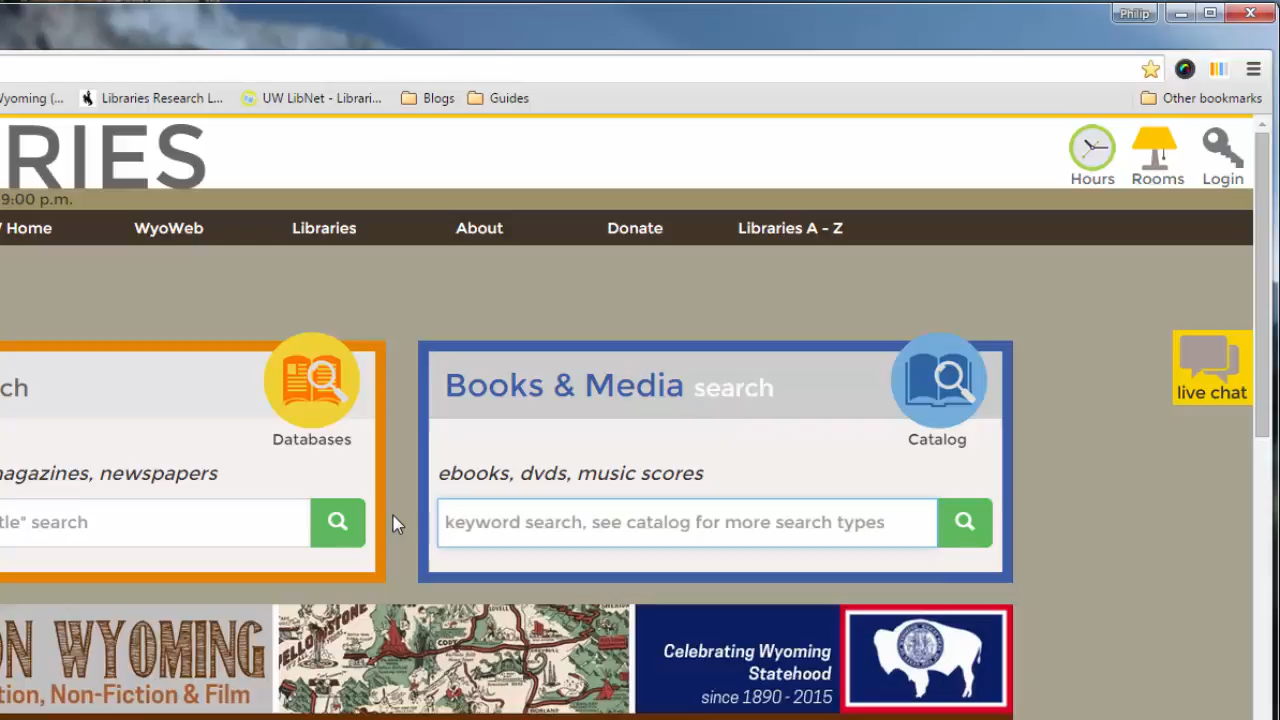 Philip
Wyoming (... Libraries Research L... UW LibNet - Librari... Blogs Guides Other bookmarks
RIES
Hours Rooms Login
9:00 p.m.
Home WyoWeb Libraries About Donate Libraries A - Z
ch
Databases
magazines, newspapers
tle" search
Books & Media search
Catalog
ebooks, dvds, music scores
keyword search, see catalog for more search types
live chat
ON WYOMING
tion, Non-Fiction & Film
YELLOWSTONE
CODY
Celebrating Wyoming
Statehood
since 1890 - 2015